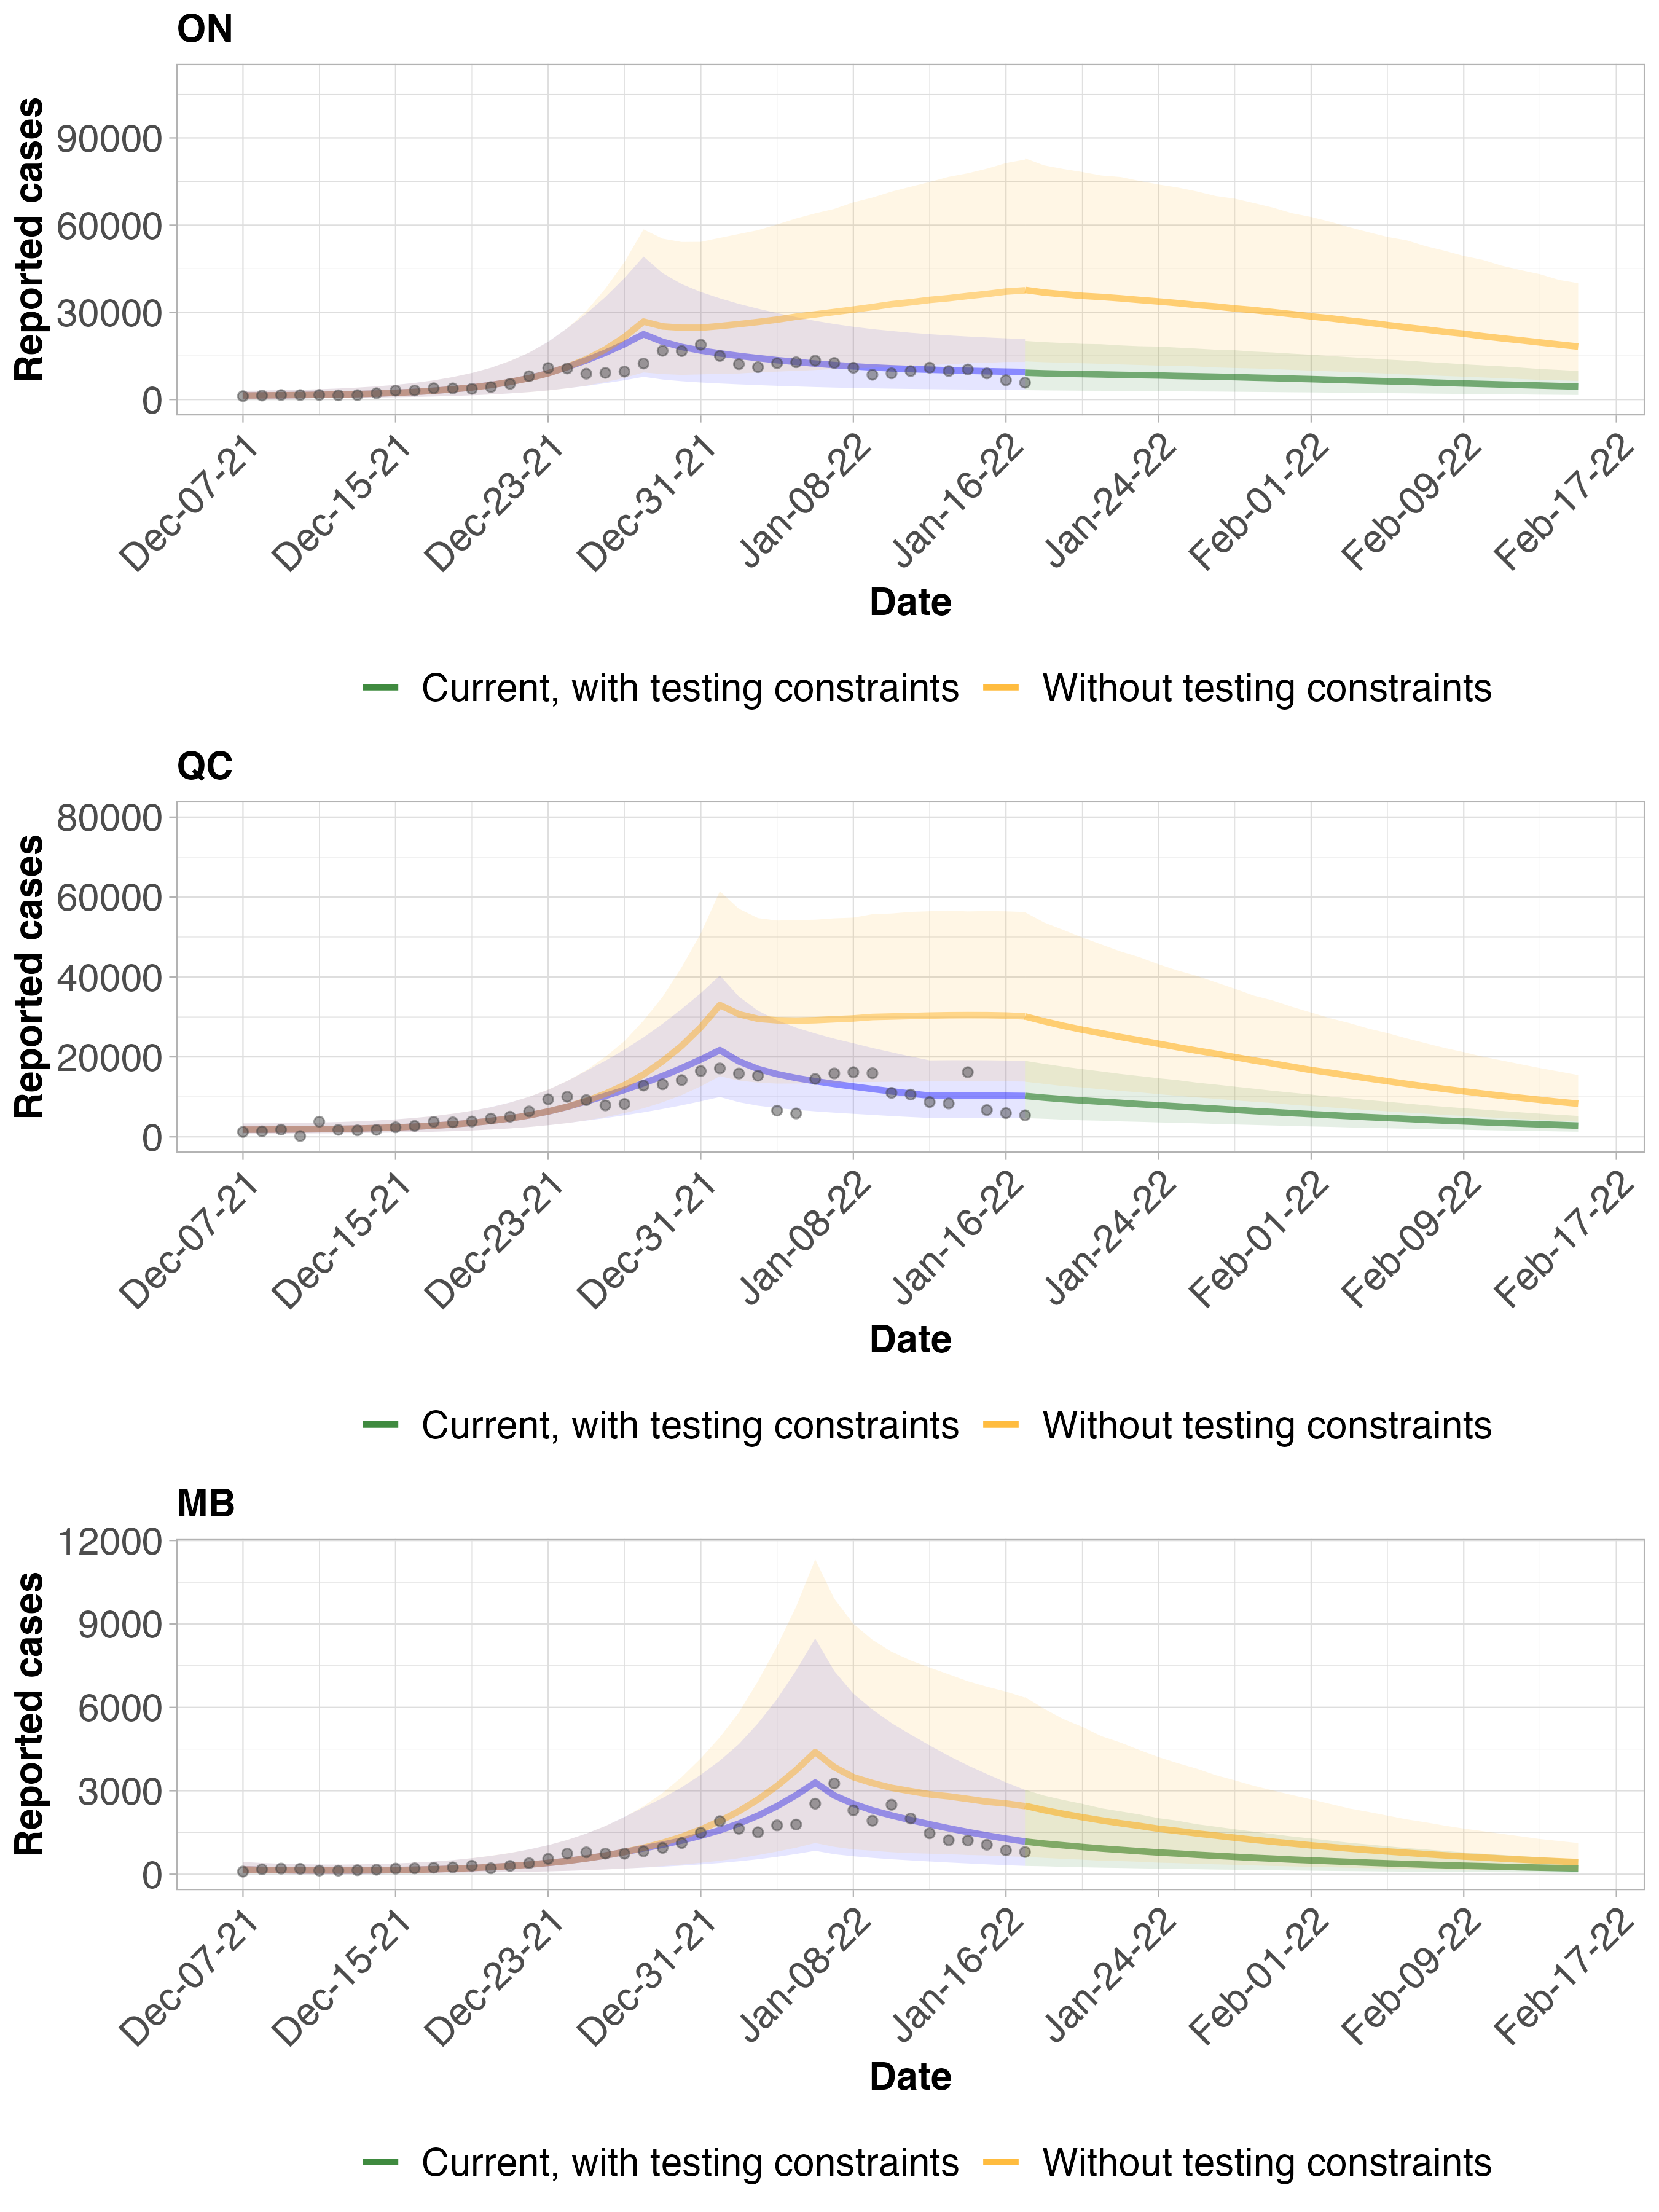 ON
Reported cases
90000
60000
30000
0
Dec-07-21 Dec-15-21 Dec-23-21 Dec-31-21 Jan-08-22 Jan-16-22 Jan-24-22 Feb-01-22 Feb-09-22 Feb-17-22
Date
Current, with testing constraints Without testing constraints
QC
Reported cases
80000
60000
40000
20000
0
Dec-07-21 Dec-15-21 Dec-23-21 Dec-31-21 Jan-08-22 Jan-16-22 Jan-24-22 Feb-01-22 Feb-09-22 Feb-17-22
Date
Current, with testing constraints Without testing constraints
MB
Reported cases
12000
9000
6000
3000
0
Dec-07-21 Dec-15-21 Dec-23-21 Dec-31-21 Jan-08-22 Jan-16-22 Jan-24-22 Feb-01-22 Feb-09-22 Feb-17-22
Date
Current, with testing constraints Without testing constraints